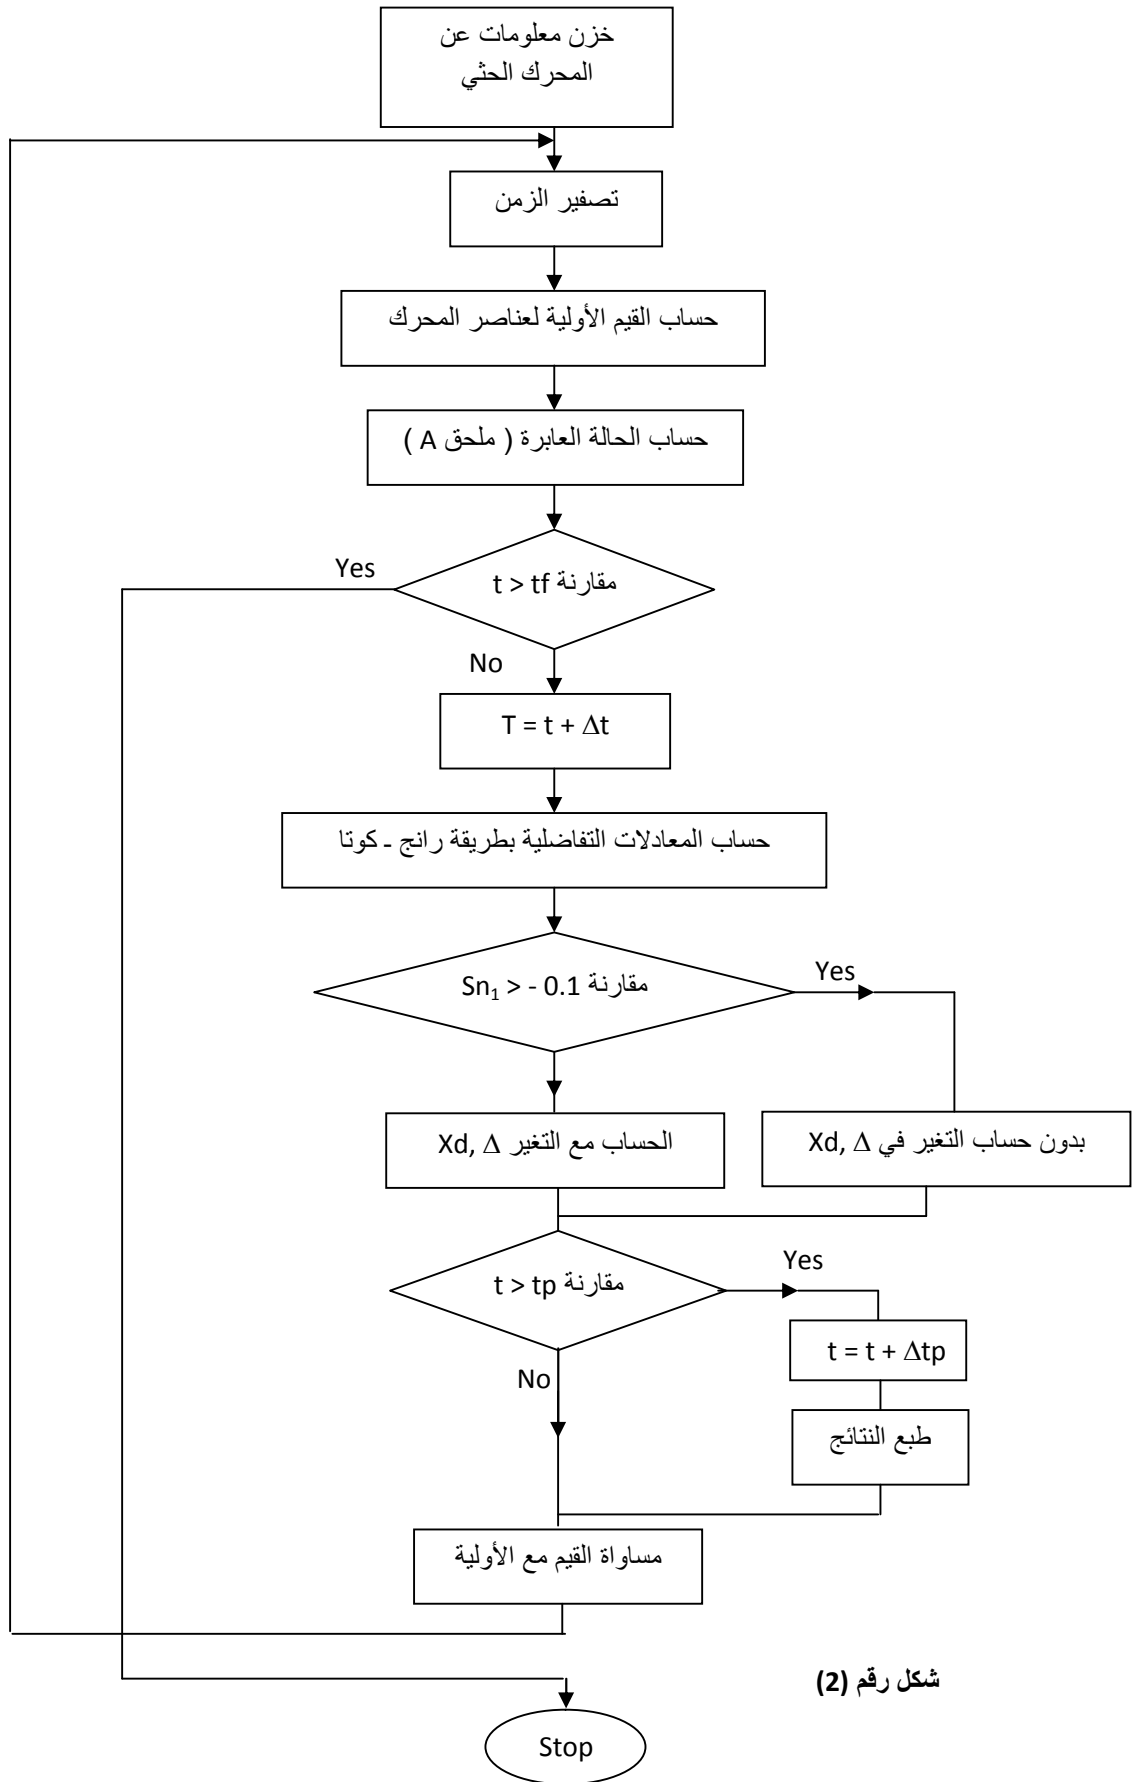 خزن معلومات عن
المحرك الحثي
تصفير الزمن
حساب القيم الأولية لعناصر المحرك
حساب الحالة العابرة ( ملحق A )
Yes
مقارنة t > tf
No
T = t + Δt
حساب المعادلات التفاضلية بطريقة رانج ـ كوتا
Yes
مقارنة Sn₁ > - 0.1
الحساب مع التغير Xd, Δ
بدون حساب التغير في Xd, Δ
Yes
مقارنة t > tp
t = t + Δtp
No
طبع النتائج
مساواة القيم مع الأولية
شكل رقم (2)
Stop